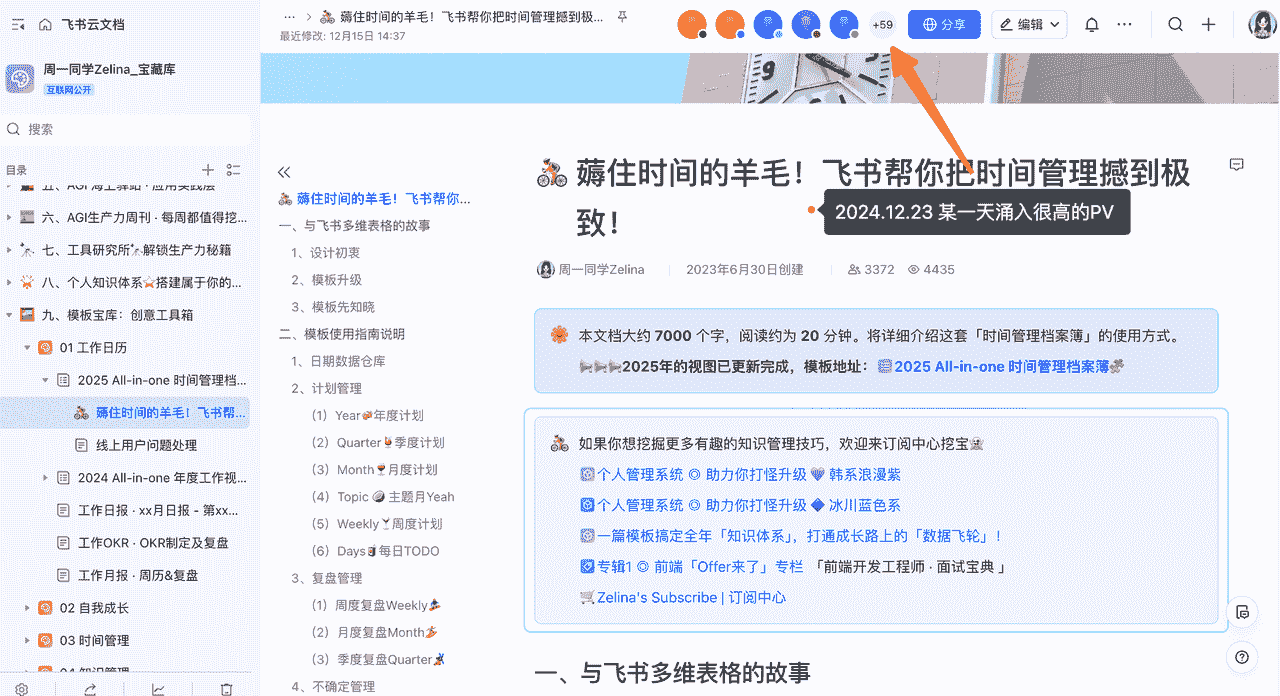 飞书云文档
周一同学Zelina_宝藏库
互联网公开
搜索
目录
五、AGI 海上驿站 · 应用实践层
六、AGI生产力周刊 · 每周都值得挖...
七、工具研究所 解锁生产力秘籍
八、个人知识体系 搭建属于你的...
九、模板宝库：创意工具箱
01 工作日历
2025 All-in-one 时间管理档...
薅住时间的羊毛！飞书帮...
线上用户问题处理
2024 All-in-one 年度工作视...
工作日报 · xx月日报 - 第xx...
工作OKR · OKR制定及复盘
工作月报 · 周历&复盘
02 自我成长
03 时间管理
04 知识管理
... > 薅住时间的羊毛！飞书帮你把时间管理撼到极...
最近修改: 12月15日 14:37
+59
分享
编辑
薅住时间的羊毛！飞书帮你...
一、与飞书多维表格的故事
1、设计初衷
2、模板升级
3、模板先知晓
二、模板使用指南说明
1、日期数据仓库
2、计划管理
（1）Year 年度计划
（2）Quarter 季度计划
（3）Month 月度计划
（4）Topic 主题月Yeah
（5）Weekly 周度计划
（6）Days 每日TODO
3、复盘管理
（1）周度复盘Weekly
（2）月度复盘Month
（3）季度复盘Quarter
4、不确定管理
9
薅住时间的羊毛！飞书帮你把时间管理撼到极
致！
2024.12.23 某一天涌入很高的PV
周一同学Zelina
2023年6月30日创建
3372
4435
本文档大约 7000 个字，阅读约为 20 分钟。将详细介绍这套「时间管理档案簿」的使用方式。
2025年的视图已更新完成，模板地址： 2025 All-in-one 时间管理档案薄
如果你想挖掘更多有趣的知识管理技巧，欢迎来订阅中心挖宝
个人管理系统 ◎ 助力你打怪升级 韩系浪漫紫
个人管理系统 ◎ 助力你打怪升级 冰川蓝色系
一篇模板搞定全年「知识体系」，打通成长路上的「数据飞轮」！
专辑1 ◎ 前端「Offer来了」专栏 「前端开发工程师 · 面试宝典 」
Zelina's Subscribe | 订阅中心
一、与飞书多维表格的故事